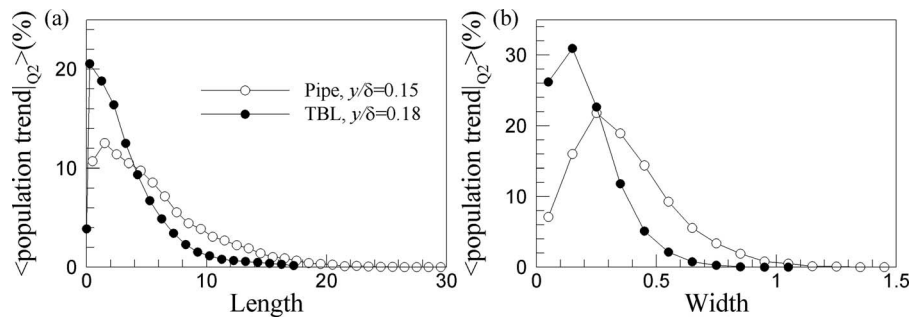 (a)
<population trend|Q2>(%)
20
10
0
Pipe, y/δ=0.15
TBL, y/δ=0.18
0 10 20 30
Length
(b)
<population trend|Q2>(%)
30
20
10
0
0 0.5 1 1.5
Width